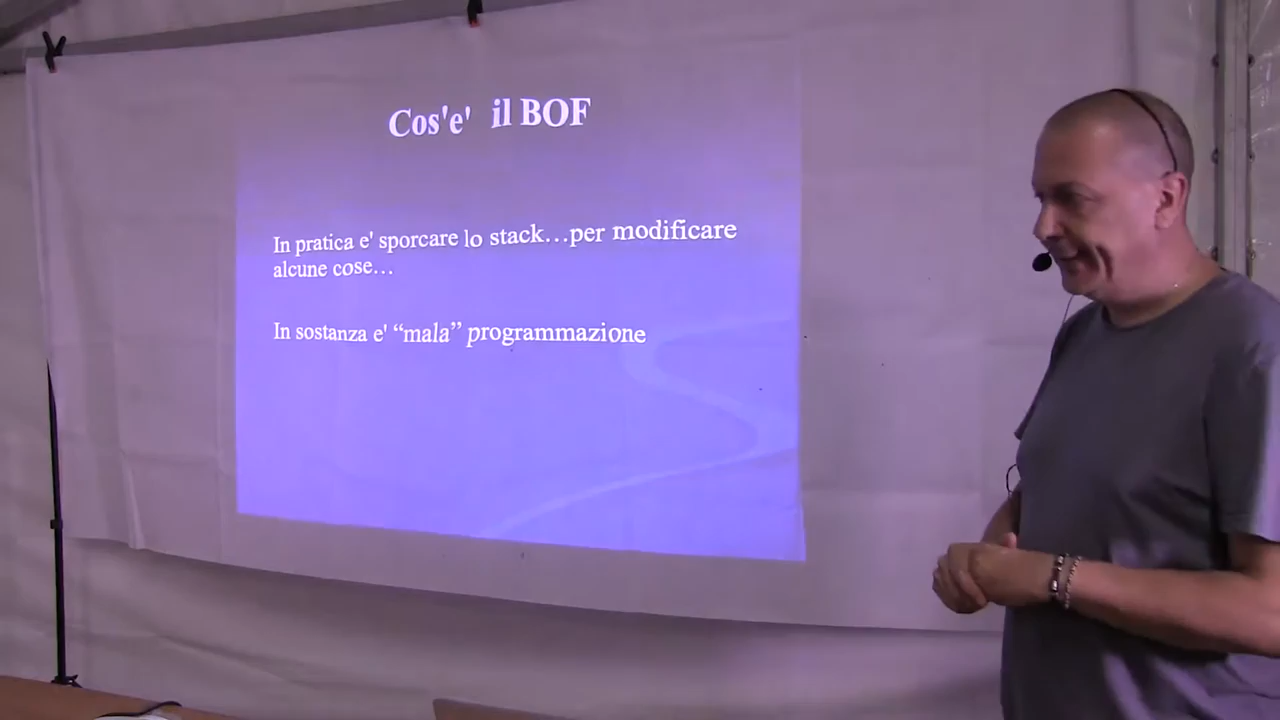 Cos'e' il BOF
In pratica e' sporcare lo stack…per modificare
alcune cose…
In sostanza e' “mala” programmazione